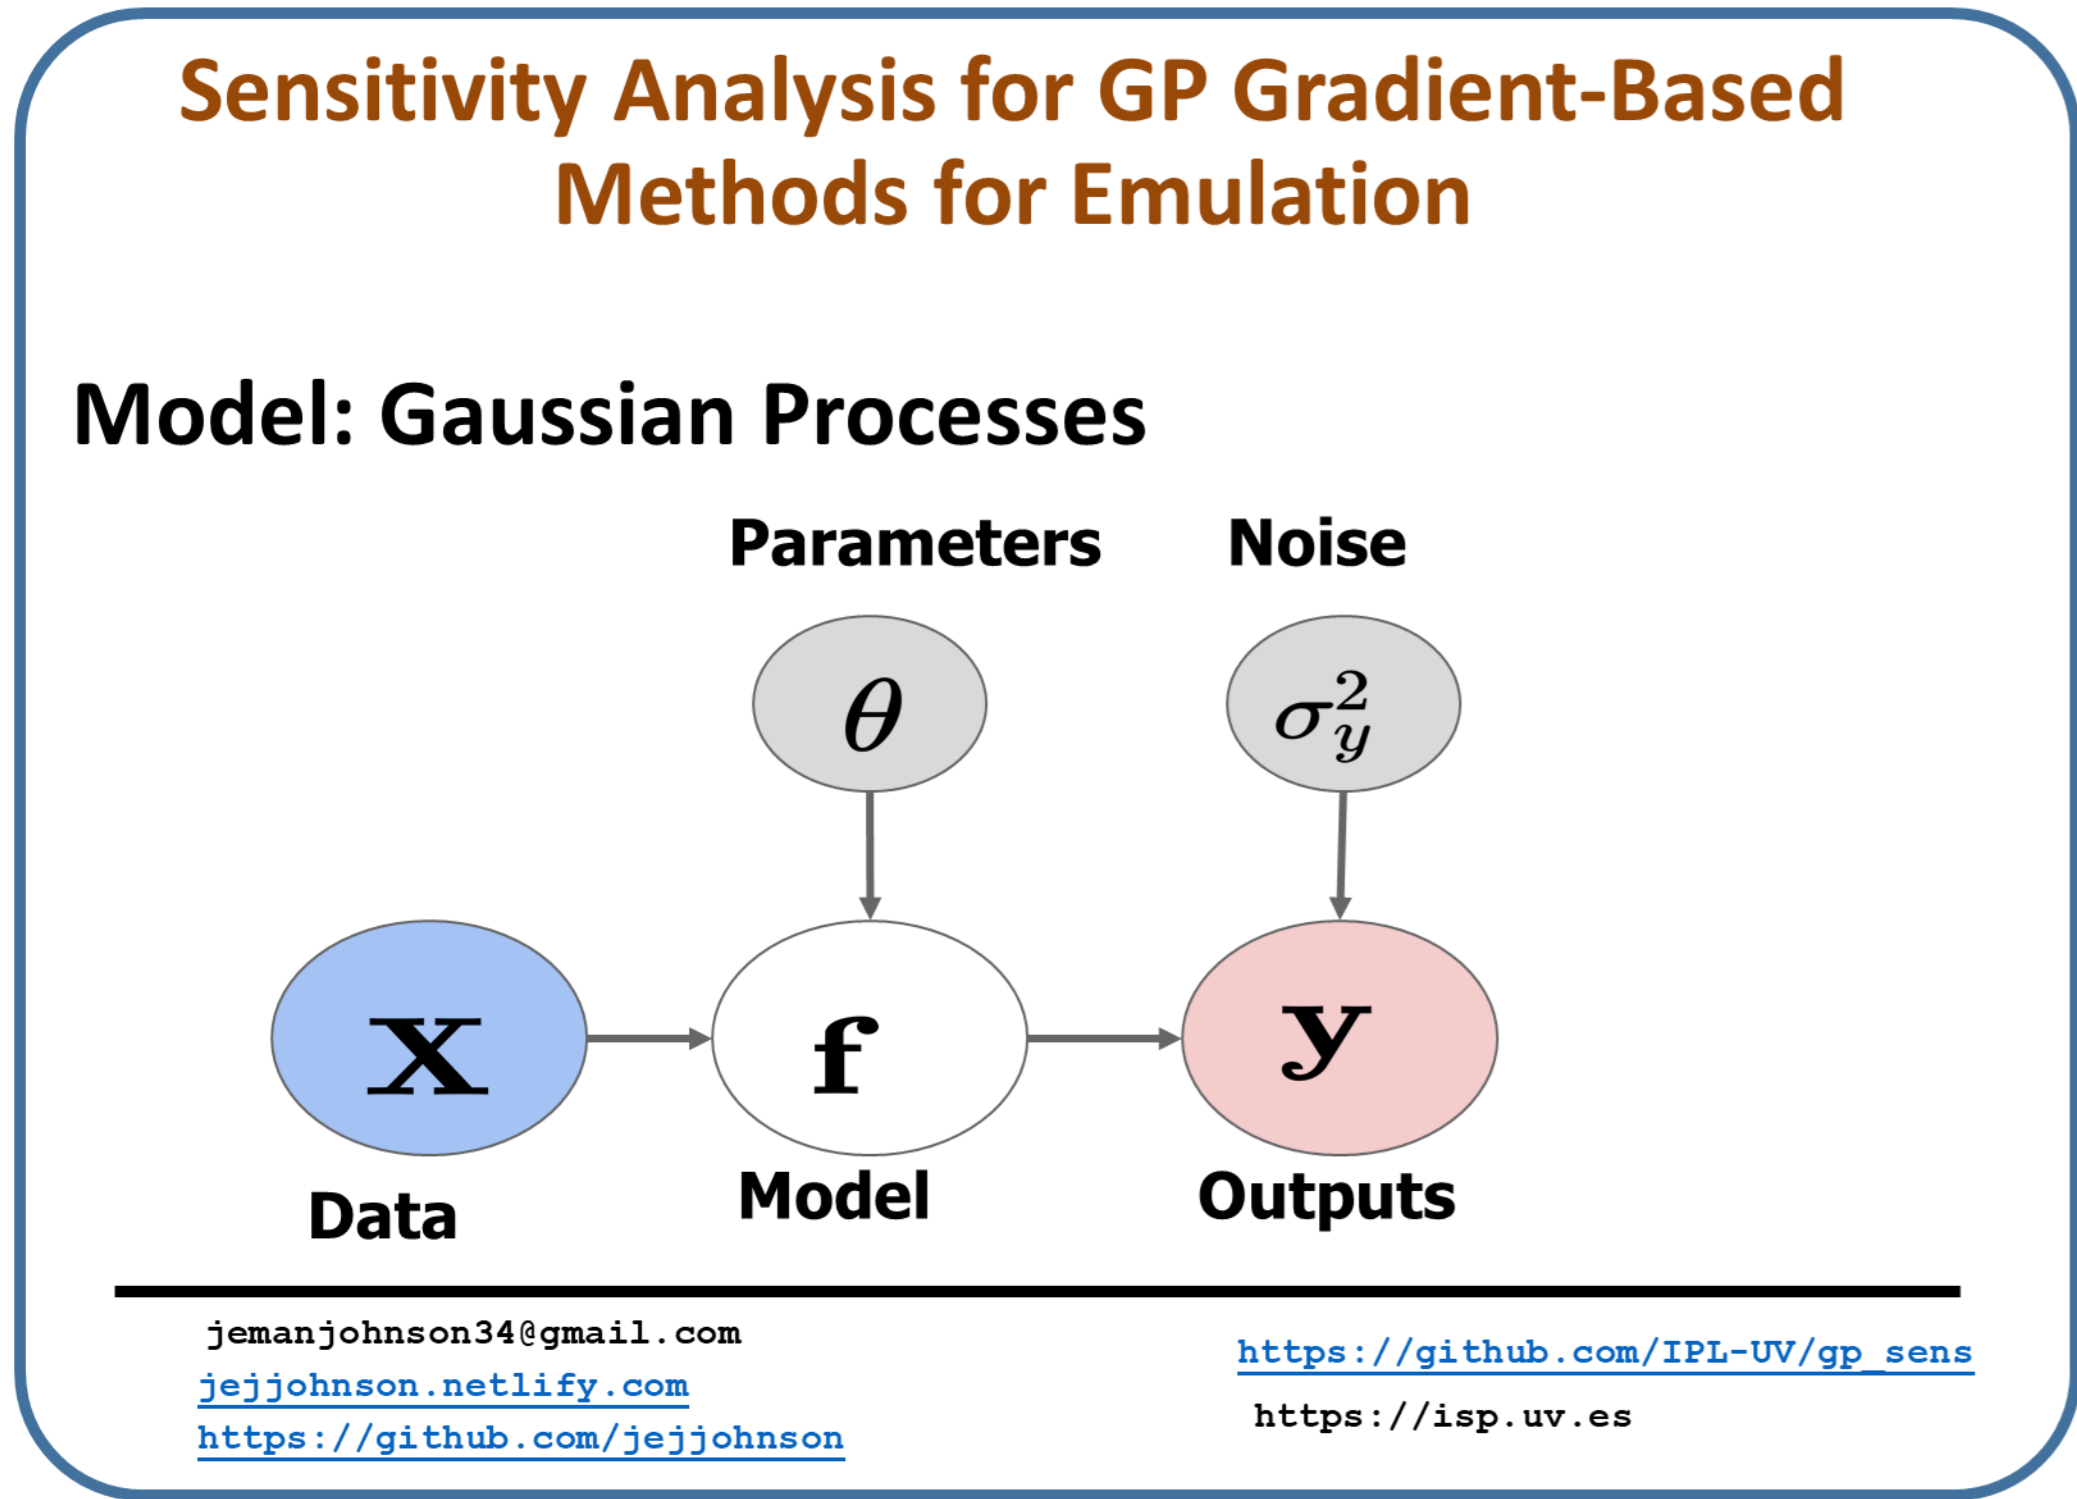 Sensitivity Analysis for GP Gradient-Based
Methods for Emulation
Model: Gaussian Processes
Parameters
Noise
θ
σ²_y
X
f
y
Data
Model
Outputs
jemanjohnson34@gmail.com
jejjohnson.netlify.com
https://github.com/jejjohnson
https://github.com/IPL-UV/gp_sens
https://isp.uv.es